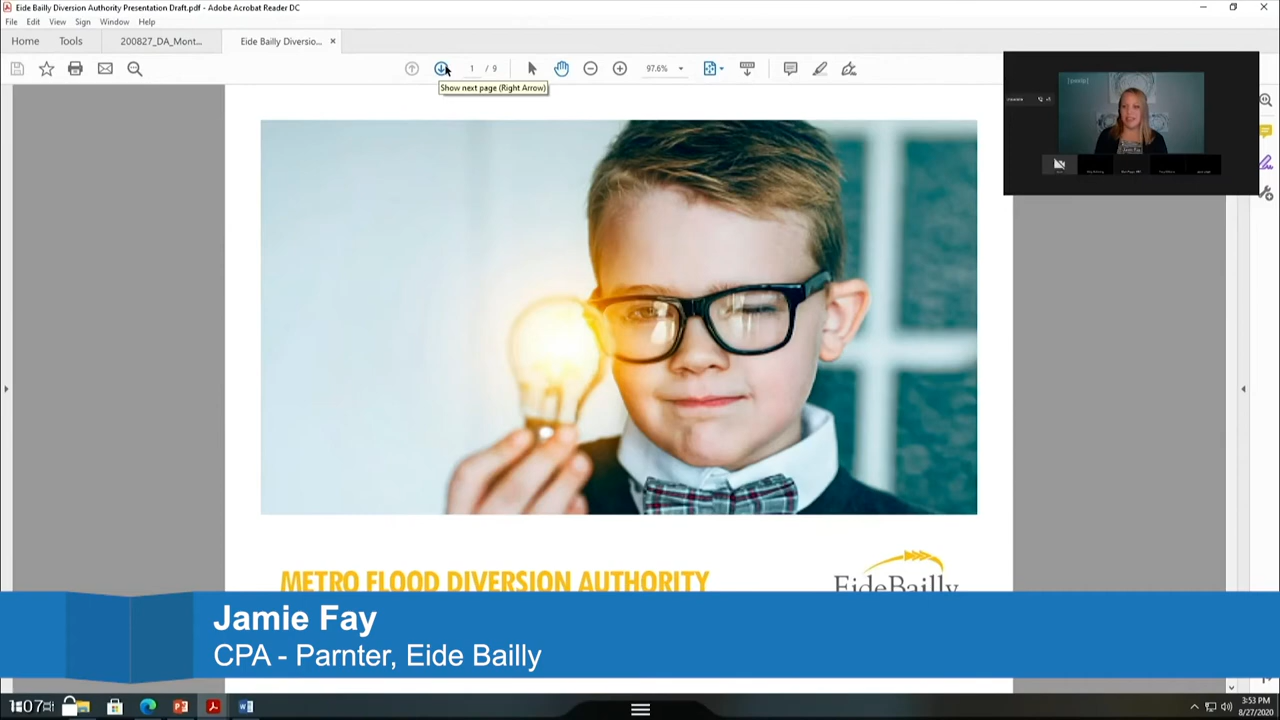 Eide Bailly Diversion Authority Presentation Draft.pdf - Adobe Acrobat Reader DC
File Edit View Sign Window Help
Home Tools 200827_DA_Mont... Eide Bailly Diversio... ×
1 / 9 97.6%
Show next page (Right Arrow)
Jamie Fay
METRO FLOOD DIVERSION AUTHORITY
EideBailly
Jamie Fay
CPA - Parnter, Eide Bailly
3:53 PM
8/27/2020